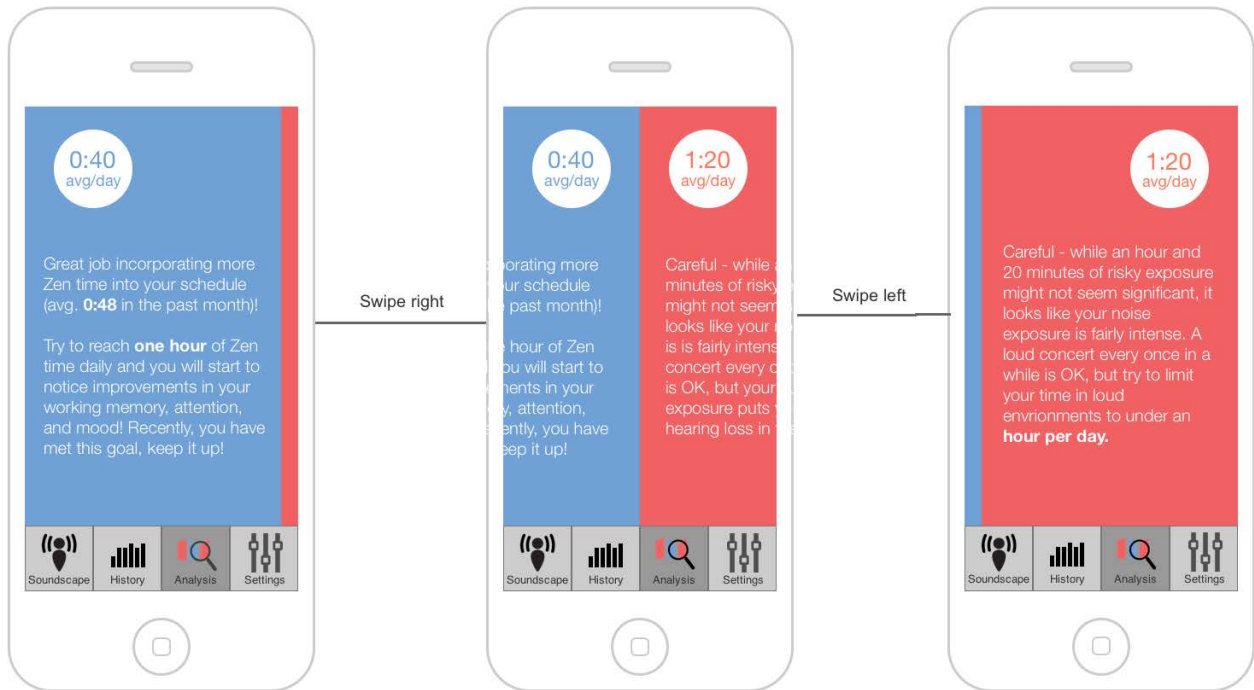 0:40
avg/day
Great job incorporating more
Zen time into your schedule
(avg. 0:48 in the past month)!
Try to reach one hour of Zen
time daily and you will start to
notice improvements in your
working memory, attention,
and mood! Recently, you have
met this goal, keep it up!
Soundscape
History
Analysis
Settings
Swipe right
0:40
avg/day
orating more
ur schedule
past month)!
hour of Zen
ou will start to
ments in your
y, attention,
ently, you have
eep it up!
1:20
avg/day
Careful - while a
minutes of risky
might not seem
looks like your
is is fairly intens
concert every
is OK, but your
exposure puts
hearing loss in
Soundscape
History
Analysis
Settings
Swipe left
1:20
avg/day
Careful - while an hour and
20 minutes of risky exposure
might not seem significant, it
looks like your noise
exposure is fairly intense. A
loud concert every once in a
while is OK, but try to limit
your time in loud
envrionments to under an
hour per day.
Soundscape
History
Analysis
Settings